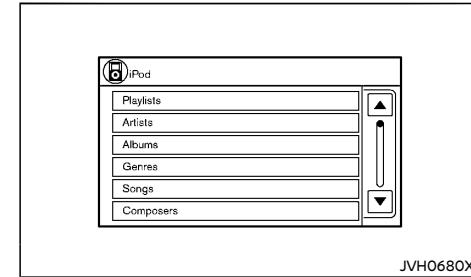 iPod
Playlists
Artists
Albums
Genres
Songs
Composers
JVH0680X